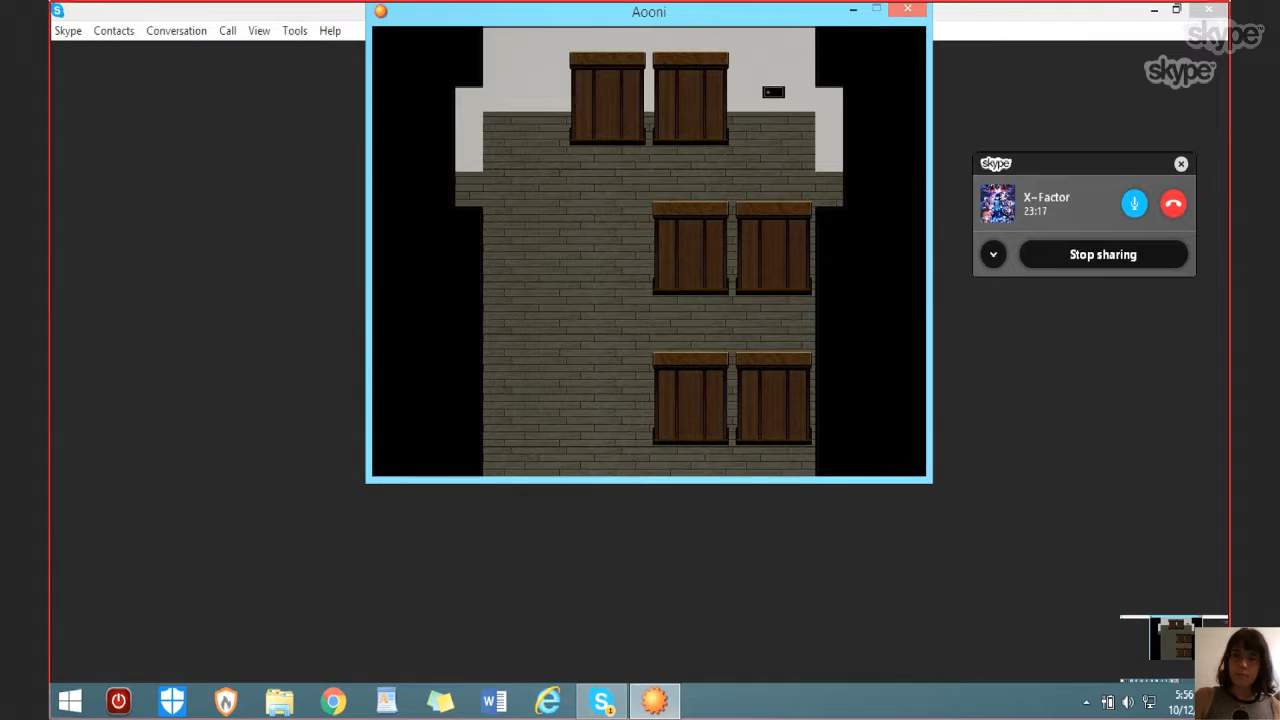 Aooni
Skype Contacts Conversation Call View Tools Help
skype
skype
skype
X~Factor
23:17
Stop sharing
5:56
10/12